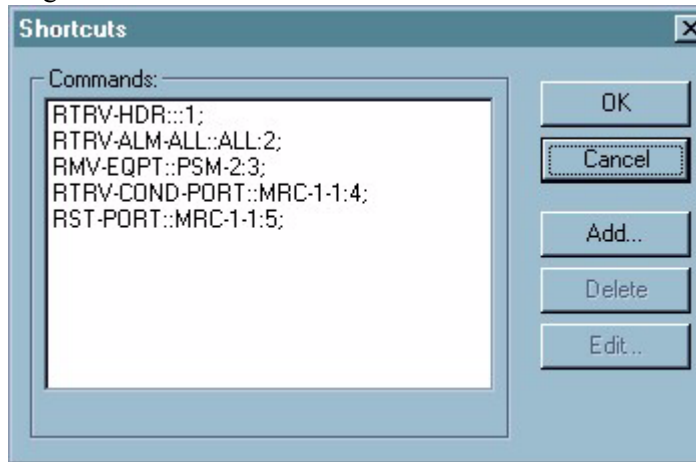 Shortcuts
Commands:
RTRV-HDR:::1;
RTRV-ALM-ALL::ALL:2;
RMV-EQPT::PSM-2:3;
RTRV-COND-PORT::MRC-1-1:4;
RST-PORT::MRC-1-1:5;
OK
Cancel
Add...
Delete
Edit...